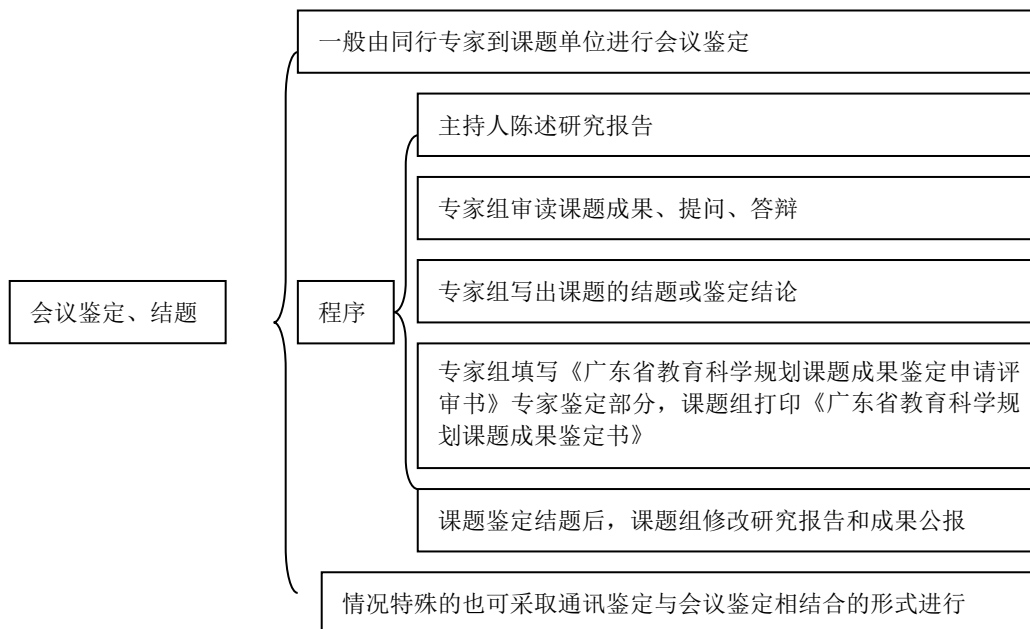 一般由同行专家到课题单位进行会议鉴定
主持人陈述研究报告
专家组审读课题成果、提问、答辩
会议鉴定、结题
程序
专家组写出课题的结题或鉴定结论
专家组填写《广东省教育科学规划课题成果鉴定申请评
审书》专家鉴定部分，课题组打印《广东省教育科学规
划课题成果鉴定书》
课题鉴定结题后，课题组修改研究报告和成果公报
情况特殊的也可采取通讯鉴定与会议鉴定相结合的形式进行